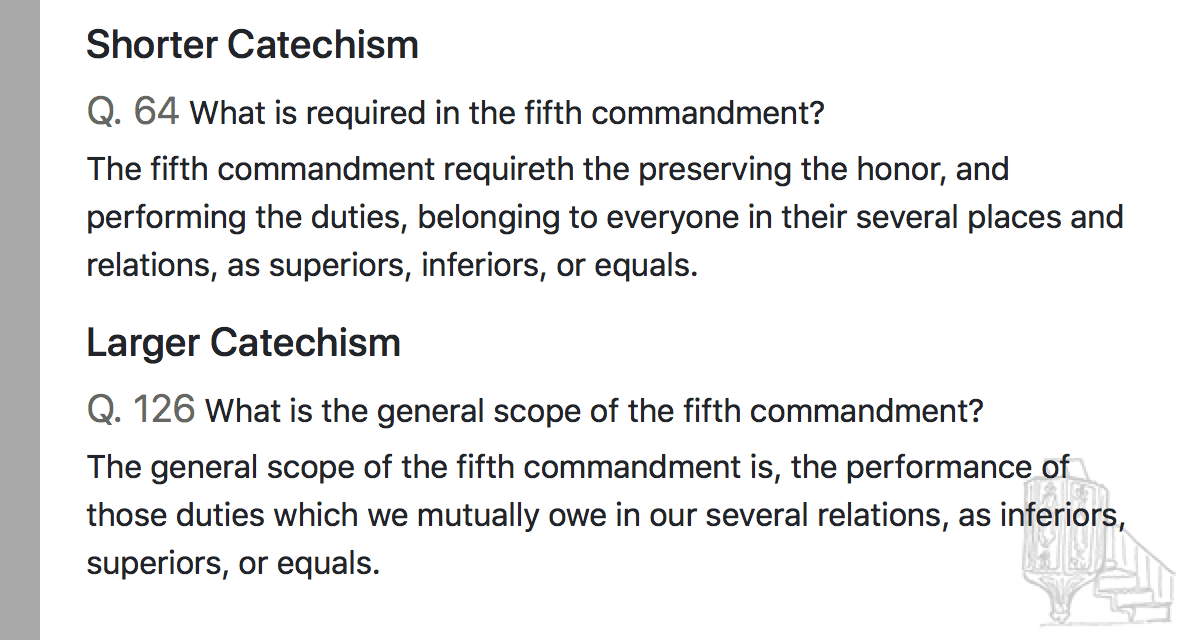 Shorter Catechism
Q. 64 What is required in the fifth commandment?
The fifth commandment requireth the preserving the honor, and
performing the duties, belonging to everyone in their several places and
relations, as superiors, inferiors, or equals.
Larger Catechism
Q. 126 What is the general scope of the fifth commandment?
The general scope of the fifth commandment is, the performance of
those duties which we mutually owe in our several relations, as inferiors,
superiors, or equals.